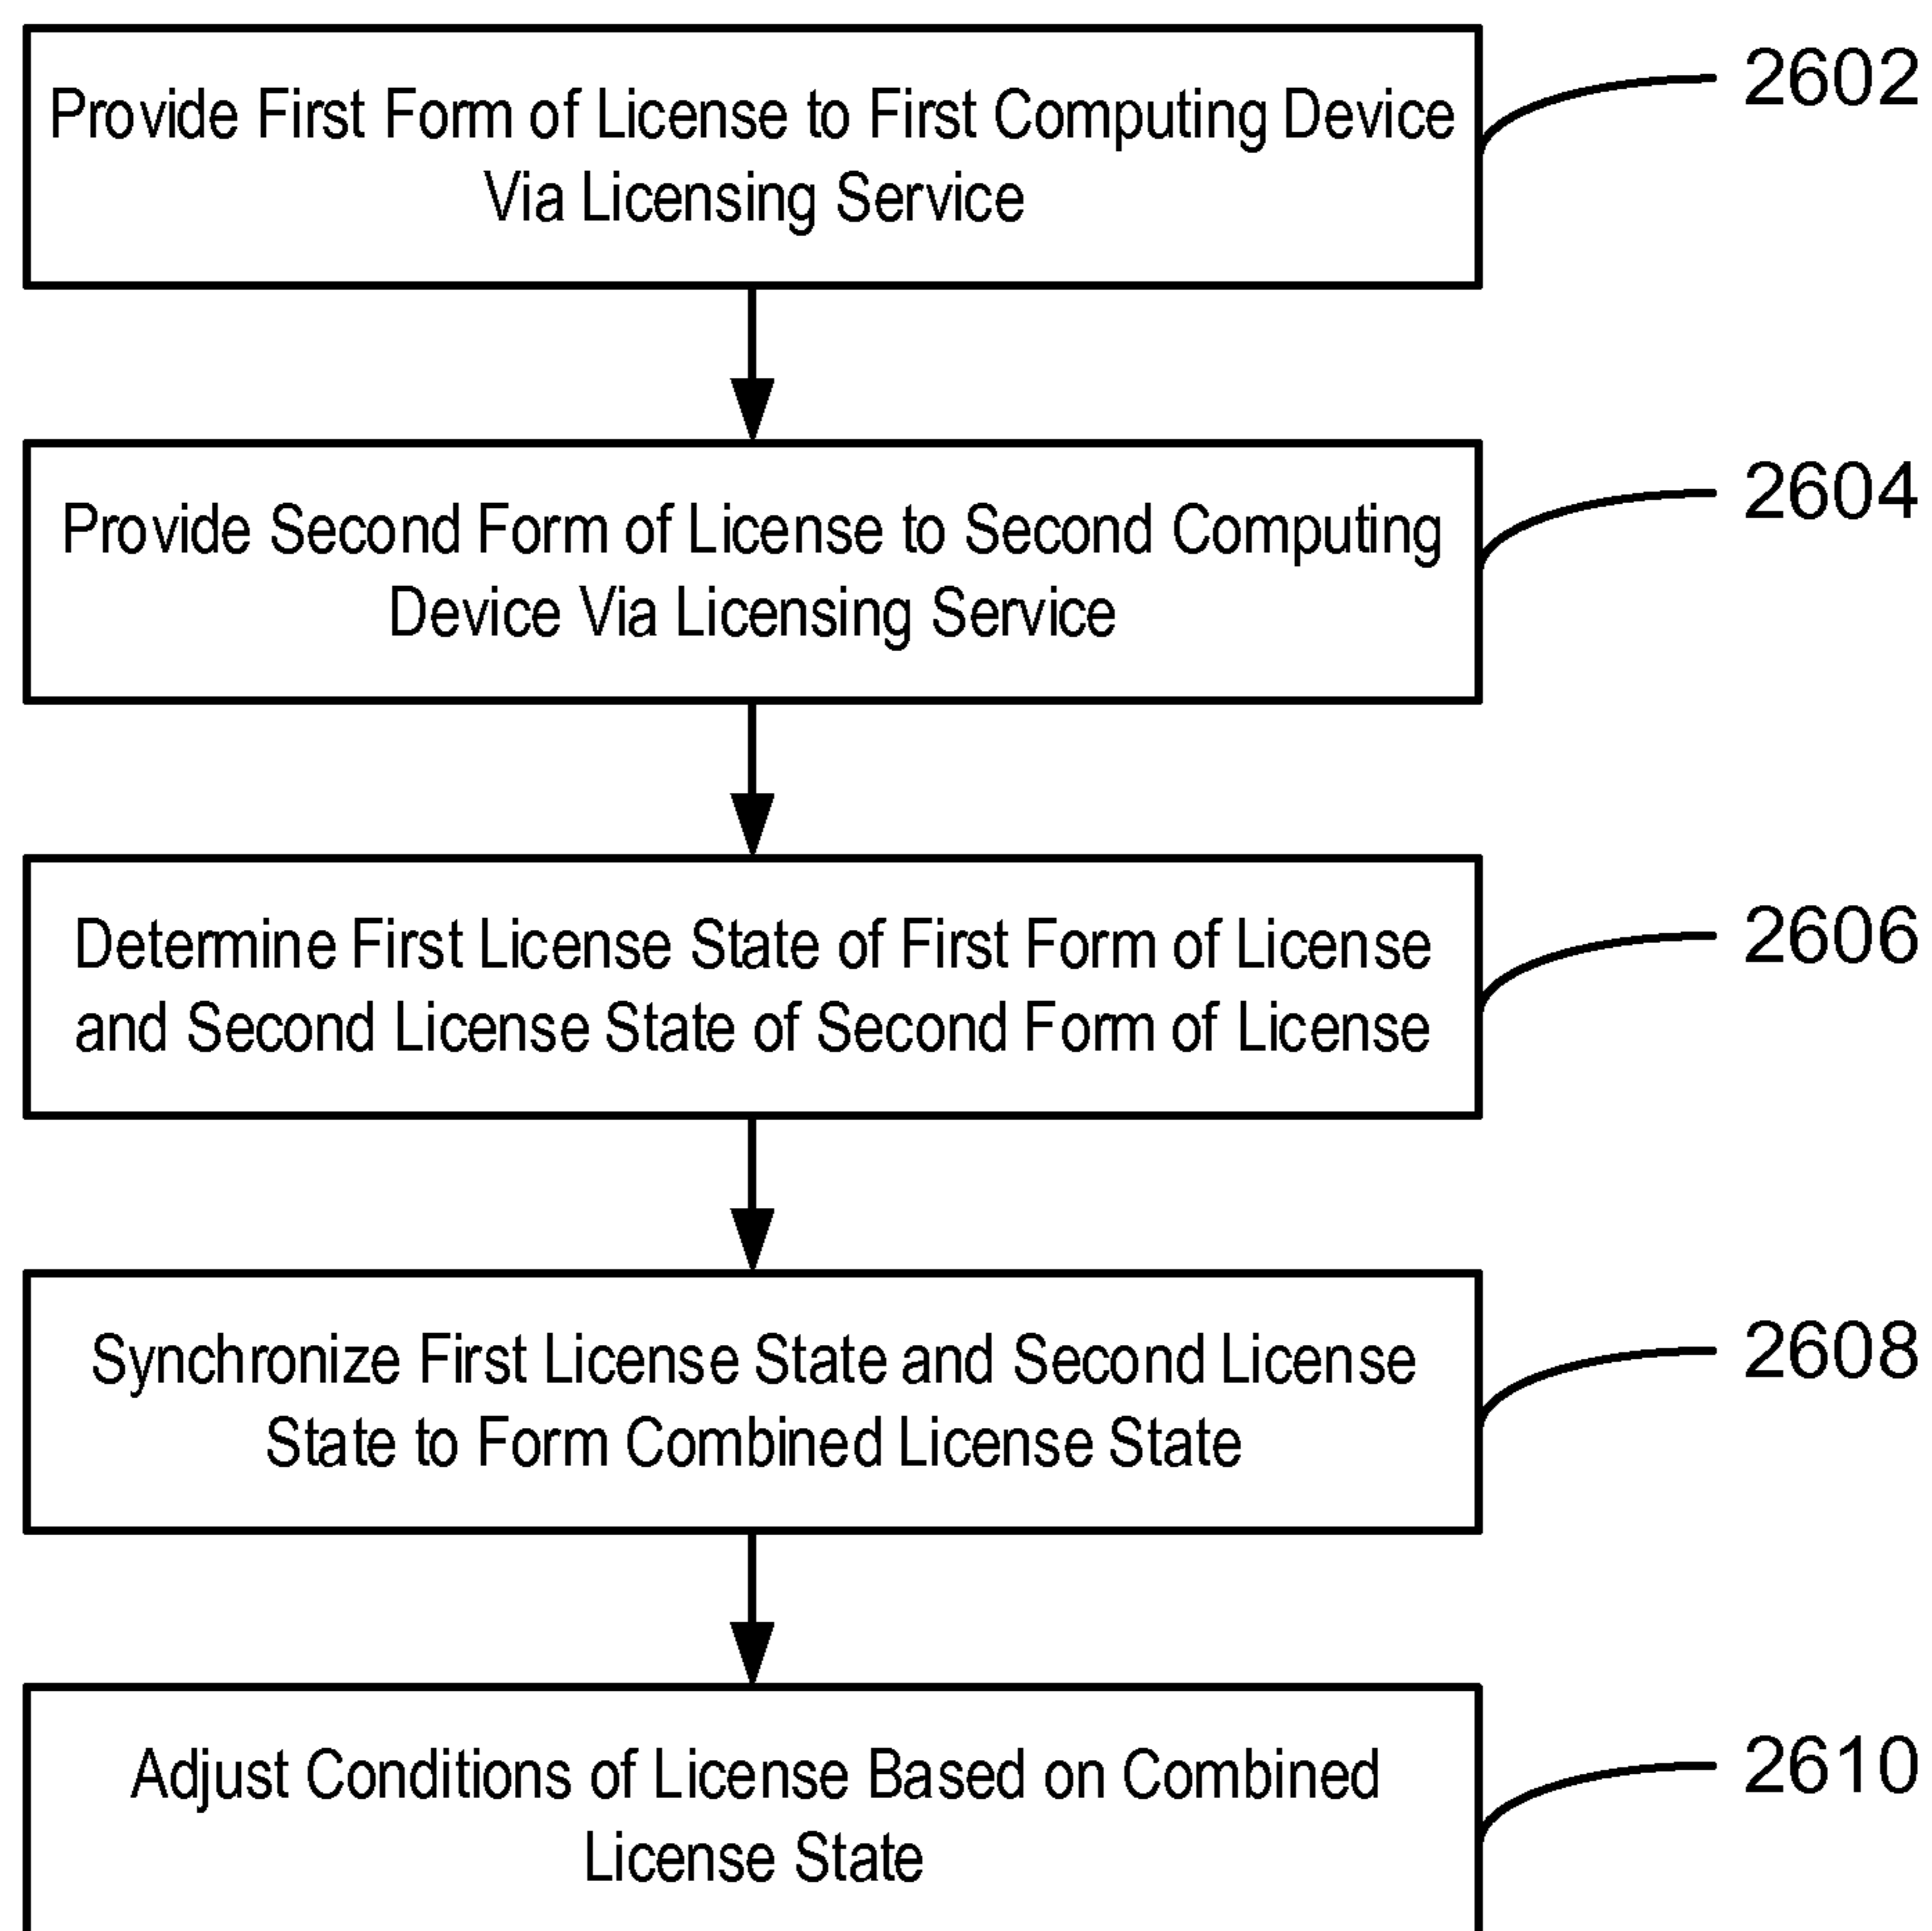 Provide First Form of License to First Computing Device
Via Licensing Service
2602
Provide Second Form of License to Second Computing
Device Via Licensing Service
2604
Determine First License State of First Form of License
and Second License State of Second Form of License
2606
Synchronize First License State and Second License
State to Form Combined License State
2608
Adjust Conditions of License Based on Combined
License State
2610